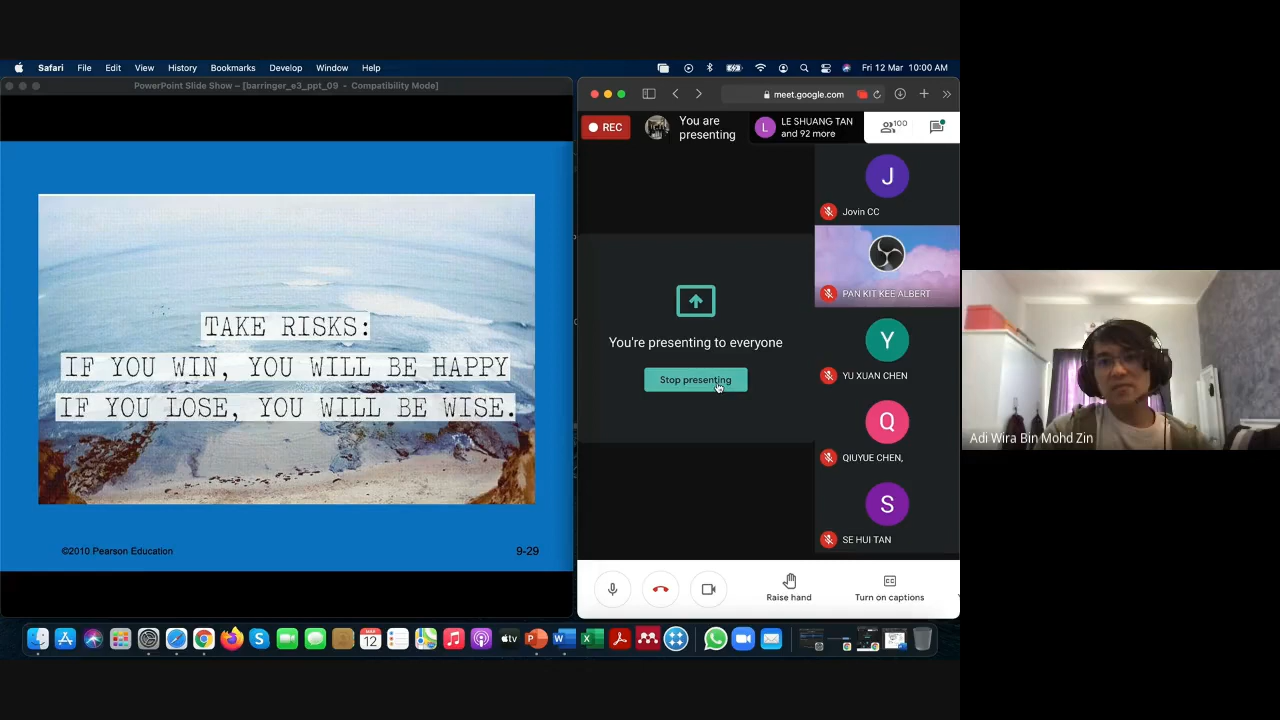 Safari File Edit View History Bookmarks Develop Window Help
Fri 12 Mar 10:00 AM
PowerPoint Slide Show – [barringer_e3_ppt_09 - Compatibility Mode]
TAKE RISKS:
IF YOU WIN, YOU WILL BE HAPPY
IF YOU LOSE, YOU WILL BE WISE.
©2010 Pearson Education
9-29
meet.google.com
REC
You are
presenting
L
LE SHUANG TAN
and 92 more
100
You're presenting to everyone
Stop presenting
J
Jovin CC
PAN KIT KEE ALBERT
Y
YU XUAN CHEN
Q
QIUYUE CHEN,
S
SE HUI TAN
Raise hand
CC
Turn on captions
MAR
12
tv
Adi Wira Bin Mohd Zin